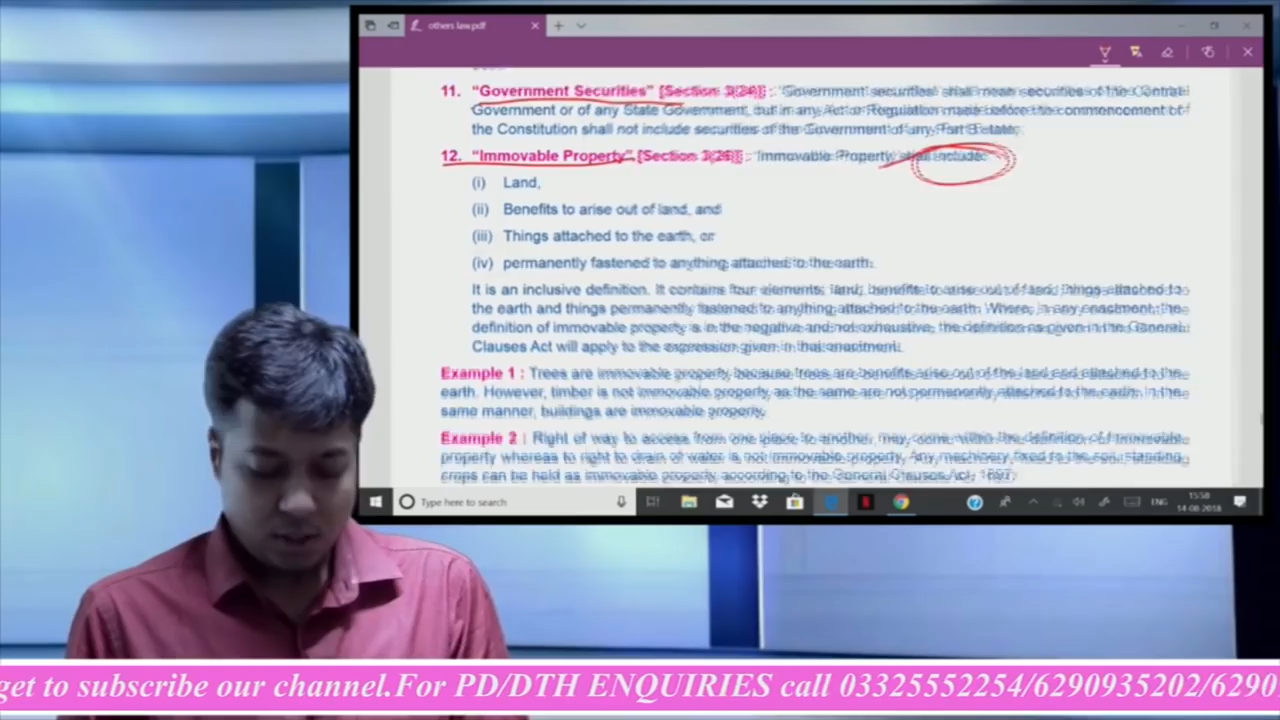 others law.pdf
11. "Government Securities" [Section 3(24)] : 'Government securities' shall mean securities of the Central
Government or of any State Government, but in any Act or Regulation made before the commencement of
the Constitution shall not include securities of the Government of any Part B state;
12. "Immovable Property" [Section 3(26)] : 'Immovable Property' shall include:
(i) Land,
(ii) Benefits to arise out of land, and
(iii) Things attached to the earth, or
(iv) permanently fastened to anything attached to the earth.
It is an inclusive definition. It contains four elements: land, benefits to arise out of land, things attached to
the earth and things permanently fastened to anything attached to the earth. Where, in any enactment, the
definition of immovable property is in the negative and not exhaustive, the definition as given in the General
Clauses Act will apply to the expression given in that enactment.
Example 1 : Trees are immovable property because trees are benefits arise out of the land and attached to the
earth. However, timber is not immovable property as the same are not permanently attached to the earth. In the
same manner, buildings are immovable property.
Example 2 : Right of way to access from one place to another, may come within the definition of Immovable
property whereas to right to drain of water is not immovable property. Any machinery fixed to the soil, standing
crops can be held as immovable property according to the General Clauses Act, 1897.
Type here to search
ENG
15:58
14-08-2018
get to subscribe our channel.For PD/DTH ENQUIRIES call 03325552254/6290935202/6290